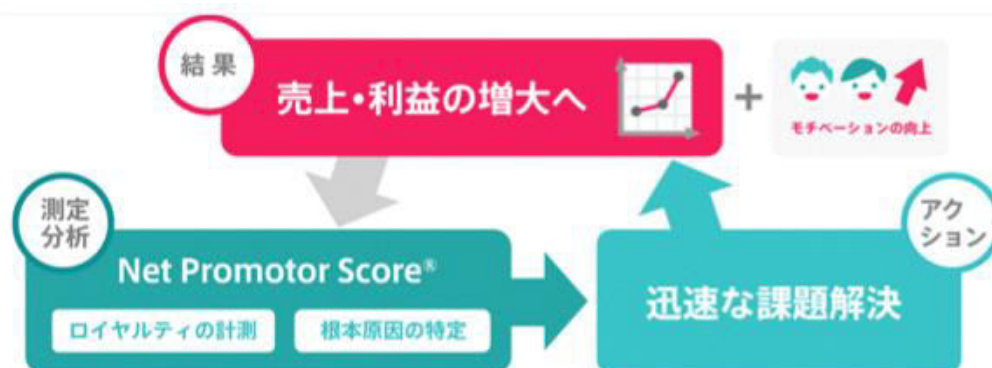 結果
売上・利益の増大へ
+
モチベーションの向上
測定
分析
Net Promotor Score®
ロイヤルティの計測
根本原因の特定
アク
ション
迅速な課題解決